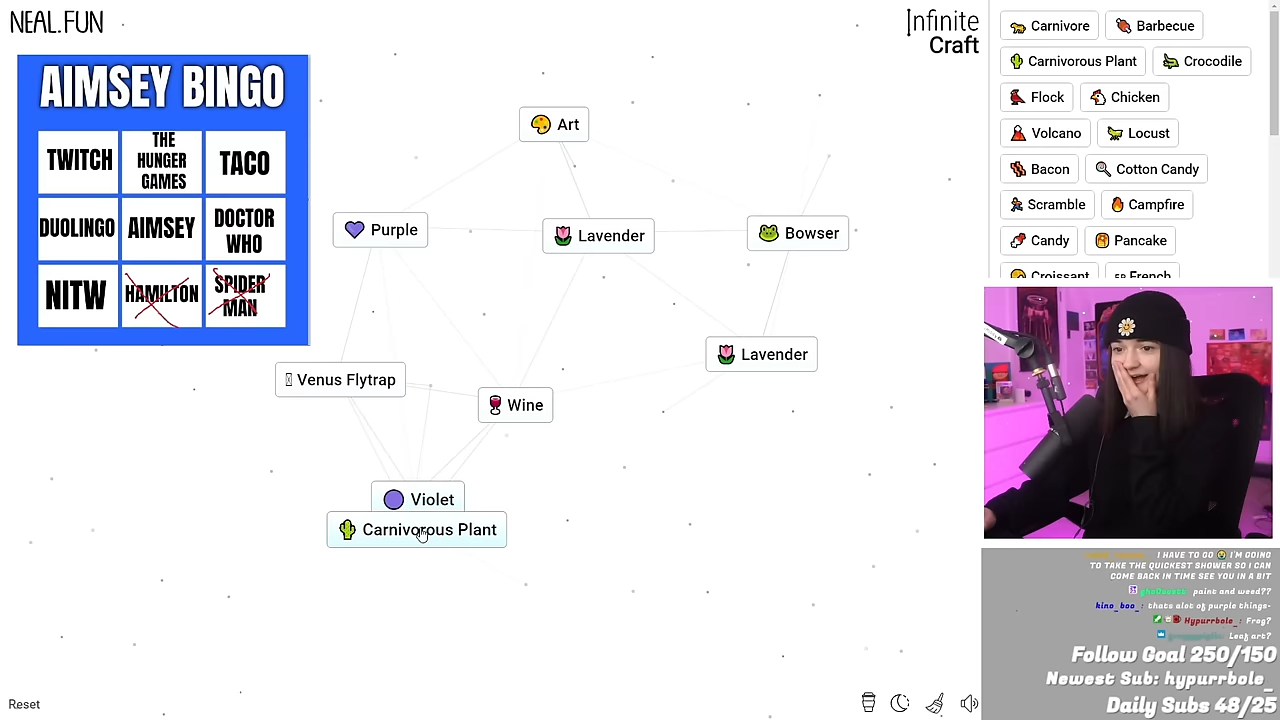 NEAL.FUN
Infinite
Craft
AIMSEY BINGO
TWITCH
THE
HUNGER
GAMES
TACO
DUOLINGO
AIMSEY
DOCTOR
WHO
NITW
HAMILTON
SPIDER
MAN
Art
Purple
Lavender
Bowser
Lavender
Venus Flytrap
Wine
Violet
Carnivorous Plant
Reset
Carnivore
Barbecue
Carnivorous Plant
Crocodile
Flock
Chicken
Volcano
Locust
Bacon
Cotton Candy
Scramble
Campfire
Candy
Pancake
Croissant
French
I HAVE TO GO 😭 I'M GOING
TO TAKE THE QUICKEST SHOWER SO I CAN
COME BACK IN TIME SEE YOU IN A BIT
paint and weed??
kino_boo_: thats alot of purple things-
Hypurrbole_: Frog?
Leaf art?
Follow Goal 250/150
Newest Sub: hypurrbole_
Daily Subs 48/25